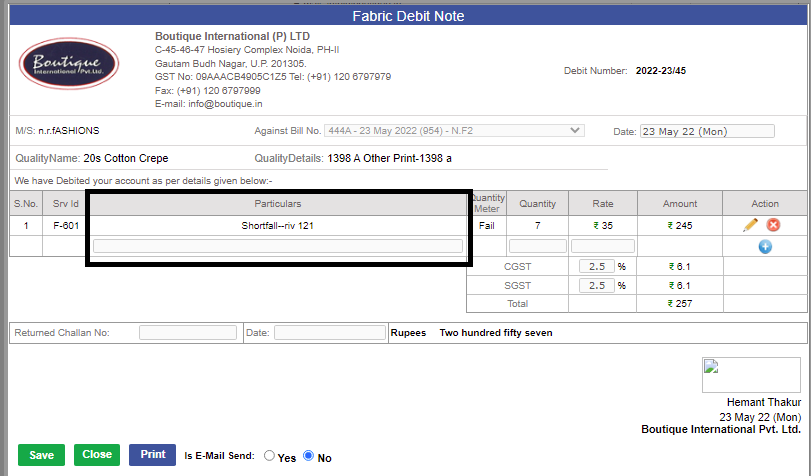 Fabric Debit Note
Boutique
International Pvt.Ltd.
Boutique International (P) LTD
C-45-46-47 Hosiery Complex Noida, PH-II
Gautam Budh Nagar, U.P. 201305.
GST No: 09AAACB4905C1Z5 Tel: (+91) 120 6797979
Fax: (+91) 120 6797999
E-mail: info@boutique.in
Debit Number: 2022-23/45
M/S: n.r.fASHIONS Against Bill No. 444A - 23 May 2022 (954) - N.F2 Date: 23 May 22 (Mon)
QualityName: 20s Cotton Crepe QualityDetails: 1398 A Other Print-1398 a
We have Debited your account as per details given below:-
S.No. Srv Id Particulars Quantity Meter Quantity Rate Amount Action
1 F-601 Shortfall--riv 121 Fail 7 ₹ 35 ₹ 245
CGST 2.5 % ₹ 6.1
SGST 2.5 % ₹ 6.1
Total ₹ 257
Returned Challan No: Date: Rupees Two hundred fifty seven
Hemant Thakur
23 May 22 (Mon)
Boutique International Pvt. Ltd.
Save Close Print Is E-Mail Send: Yes No